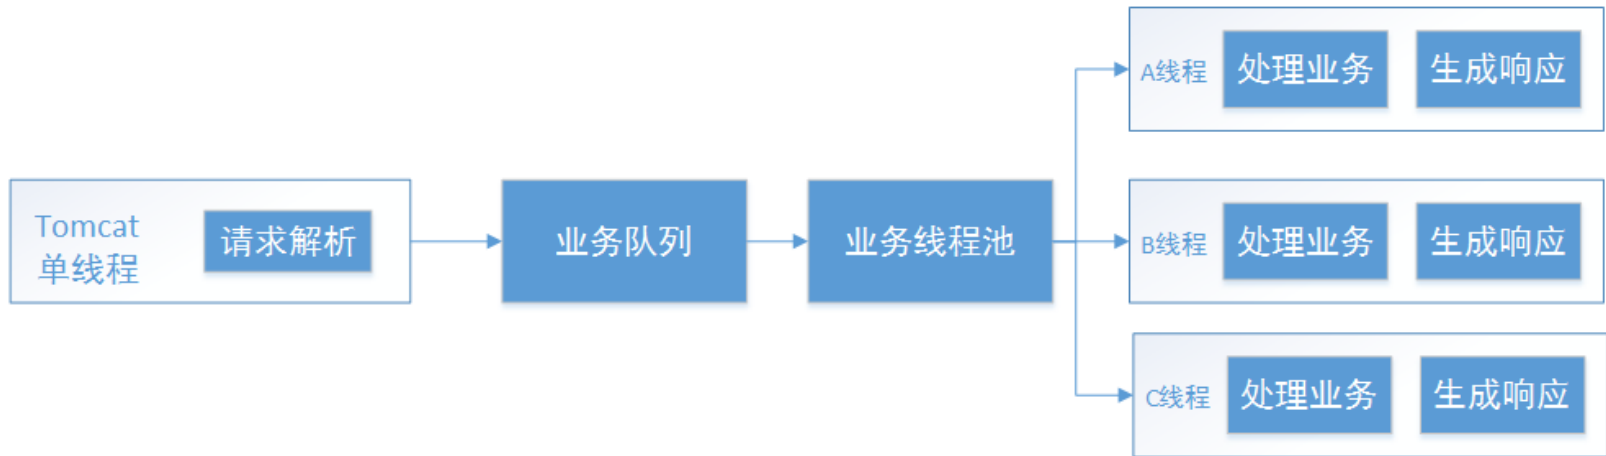 Tomcat
单线程
请求解析
业务队列
业务线程池
A线程
处理业务
生成响应
B线程
处理业务
生成响应
C线程
处理业务
生成响应